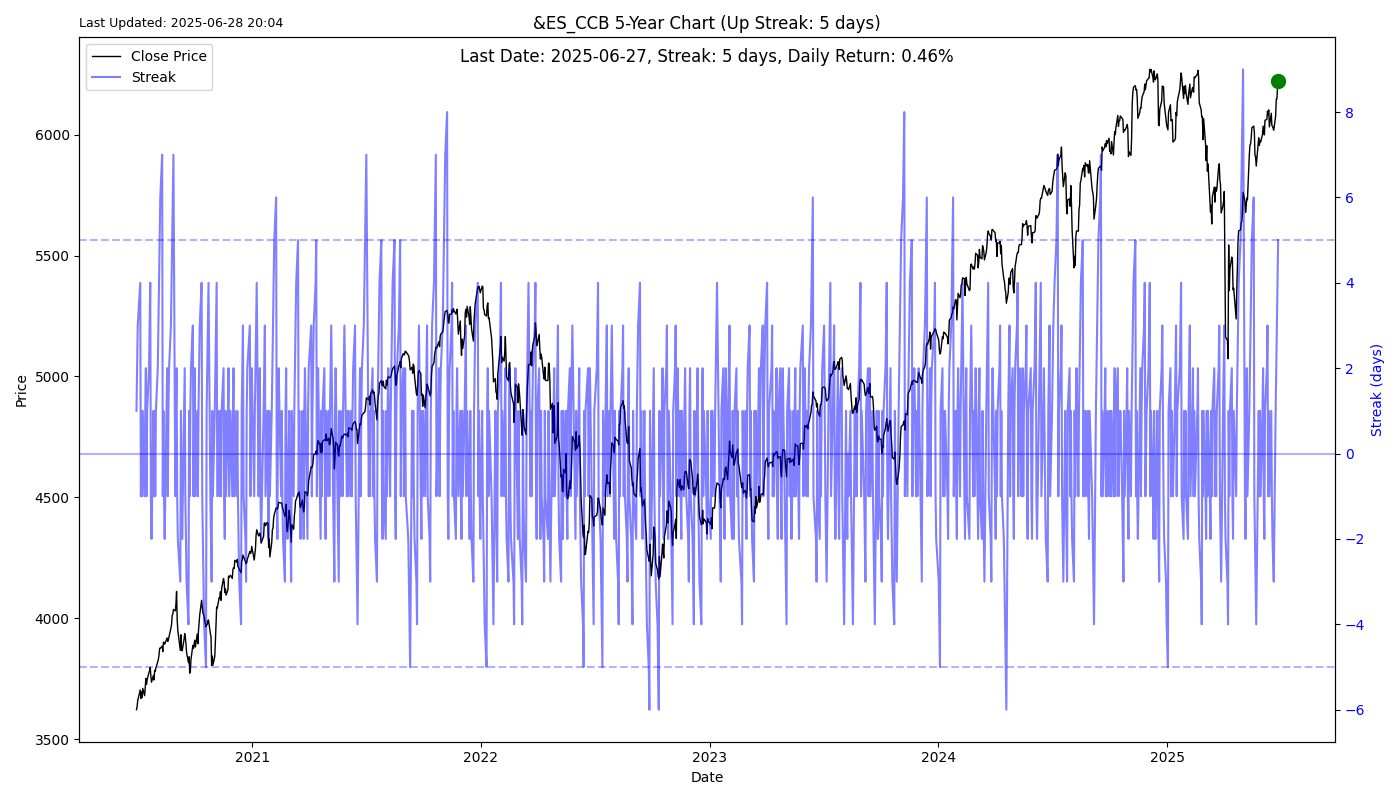 Last Updated: 2025-06-28 20:04
&ES_CCB 5-Year Chart (Up Streak: 5 days)
Last Date: 2025-06-27, Streak: 5 days, Daily Return: 0.46%
Close Price
Streak
Price
6000
5500
5000
4500
4000
3500
8
6
4
2
0
−2
−4
−6
Streak (days)
2021
2022
2023
2024
2025
Date